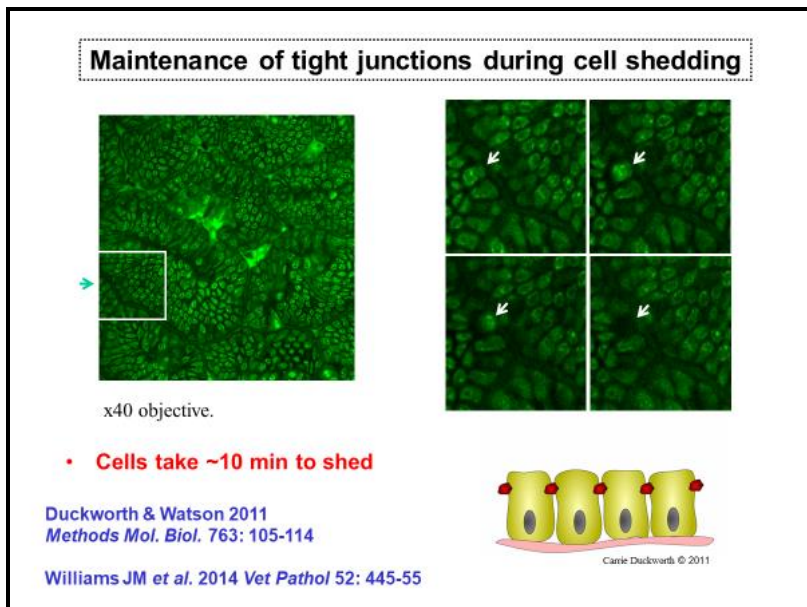 Maintenance of tight junctions during cell shedding
x40 objective.
• Cells take ~10 min to shed
Duckworth & Watson 2011
Methods Mol. Biol. 763: 105-114
Williams JM et al. 2014 Vet Pathol 52: 445-55
Carrie Duckworth © 2011